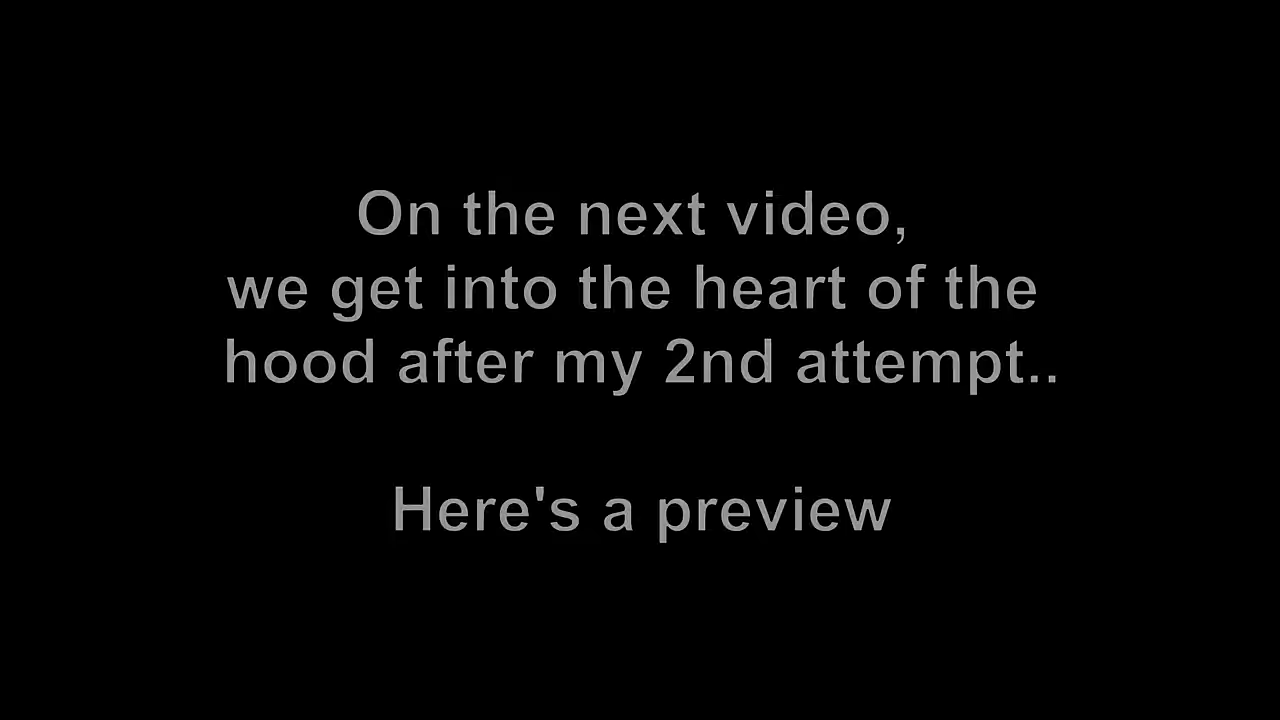 On the next video,
we get into the heart of the
hood after my 2nd attempt..
Here's a preview